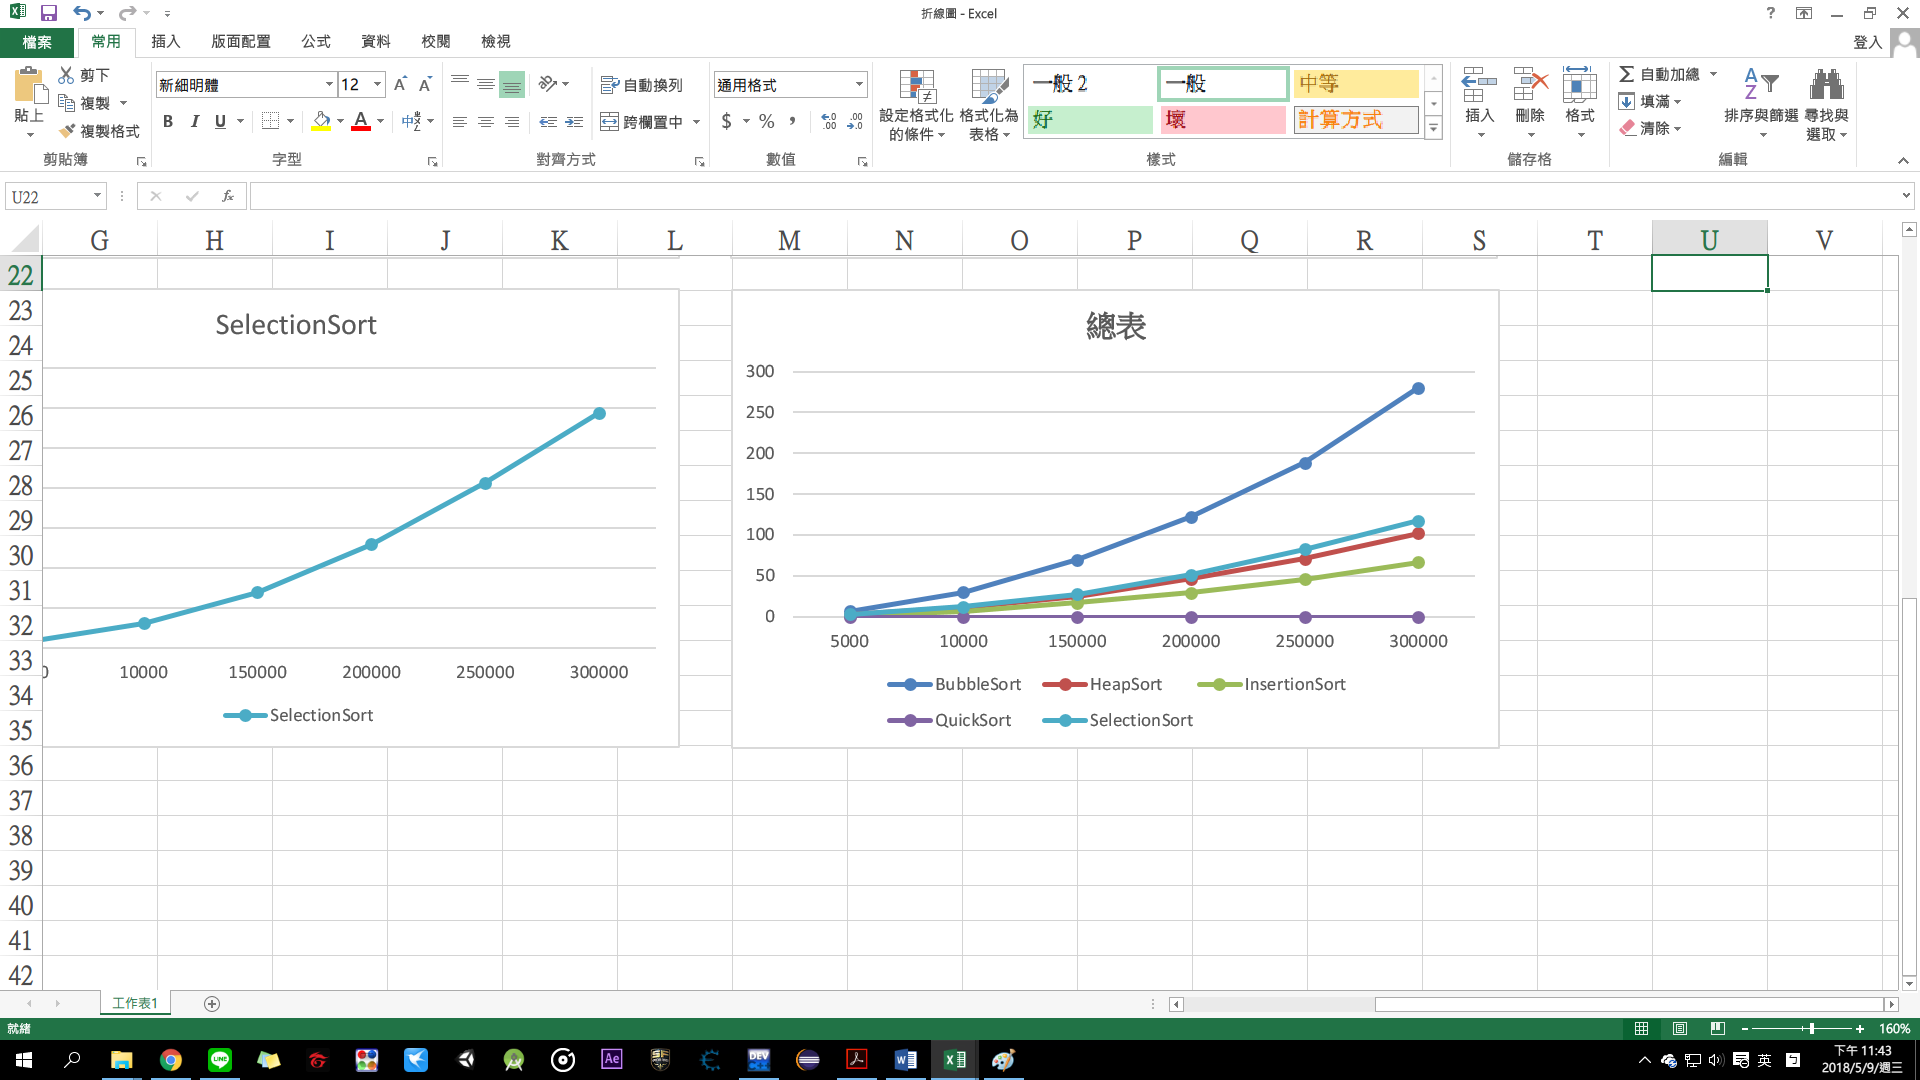 折線圖 - Excel
檔案 常用 插入 版面配置 公式 資料 校閱 檢視 登入
貼上 剪下 複製 複製格式 剪貼簿
新細明體 12 B I U 字型
自動換列 跨欄置中 對齊方式
通用格式 $ % , 數值
設定格式化的條件 格式化為表格
一般 2 一般 中等
好 壞 計算方式
樣式
插入 刪除 格式 儲存格
自動加總 填滿 清除 排序與篩選 尋找與選取 編輯
U22 fx
G H I J K L M N O P Q R S T U V
22
23
24
25
26
27
28
29
30
31
32
33
34
35
36
37
38
39
40
41
42
SelectionSort
0 10000 150000 200000 250000 300000
SelectionSort
總表
300
250
200
150
100
50
0
5000 10000 150000 200000 250000 300000
BubbleSort HeapSort InsertionSort
QuickSort SelectionSort
工作表1
就緒 160%
LINE Ae DEV C++ 英
下午 11:43
2018/5/9/週三